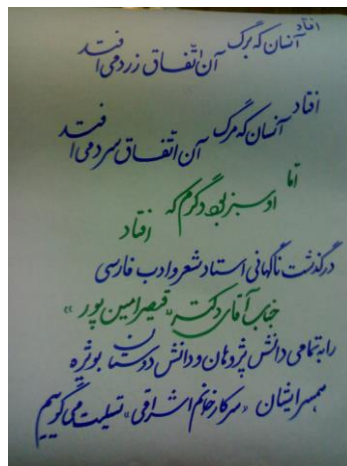 افتاد
آنسان که برگ
آن اتفاق زرد می‌افتد
افتاد
آنسان که مرگ
آن اتفاق سرد می‌افتد
اما
او سبز بود و گرم که
افتاد
درگذشت ناگهانی استاد شعر و ادب فارسی
جناب آقای دکتر «قیصر امین پور»
را به تمامی دانش پژوهان و دانش دوستان بویژه
همسر ایشان «سرکار خانم اشراقی» تسلیت می‌گوییم